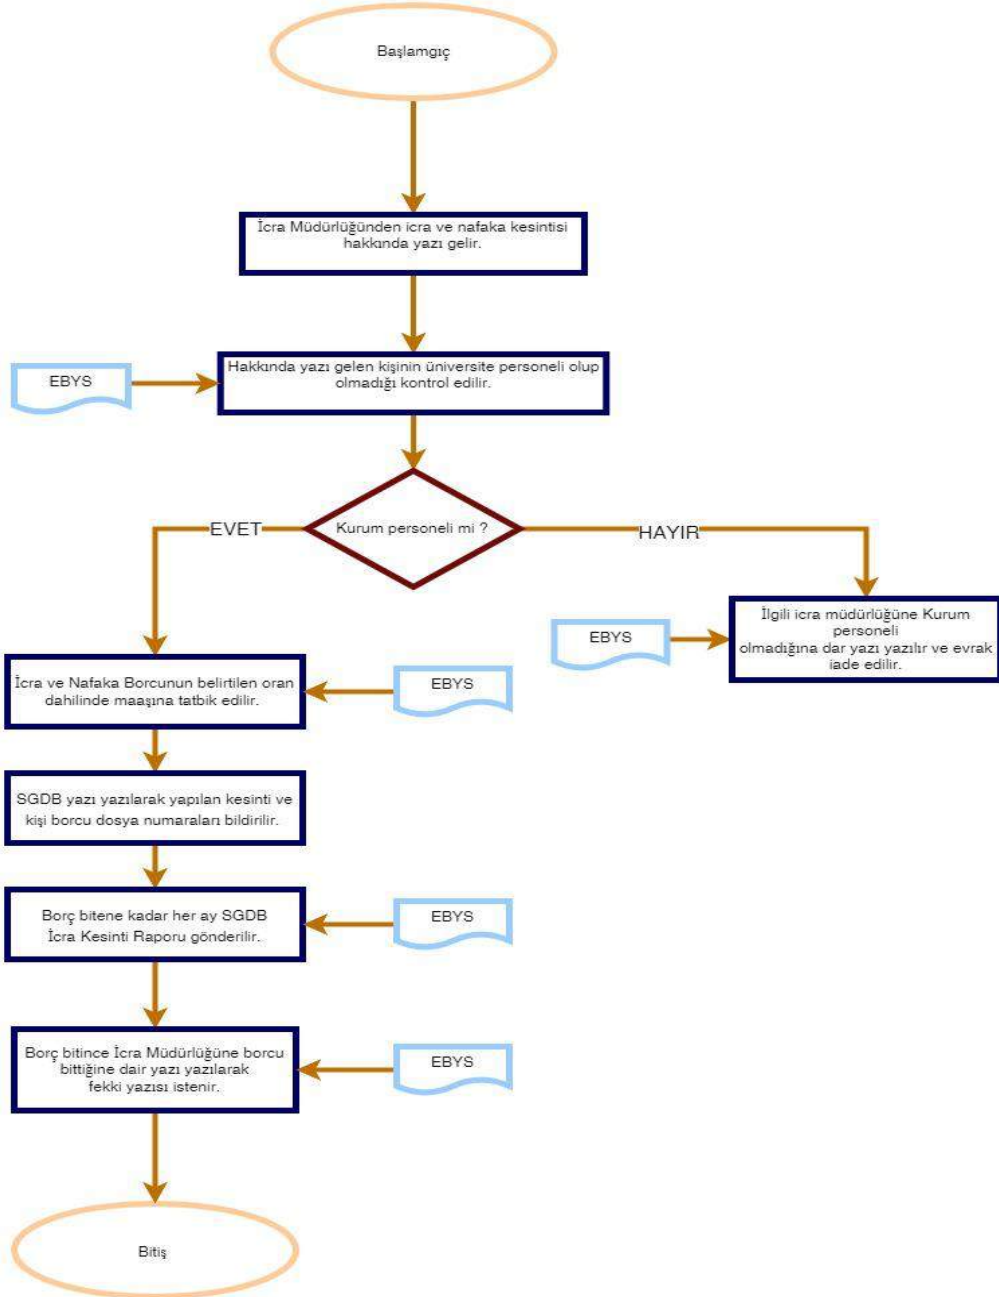 Başlamgıç
İcra Müdürlüğünden icra ve nafaka kesintisi
hakkında yazı gelir.
EBYS
Hakkında yazı gelen kişinin üniversite personeli olup
olmadığı kontrol edilir.
EVET
Kurum personeli mi ?
HAYIR
EBYS
İlgili icra müdürlüğüne Kurum
personeli
olmadığına dar yazı yazılır ve evrak
iade edilir.
İcra ve Nafaka Borcunun belirtilen oran
dahilinde maaşına tatbik edilir.
EBYS
SGDB yazı yazılarak yapılan kesinti ve
kişi borcu dosya numaraları bildirilir.
Borç bitene kadar her ay SGDB
İcra Kesinti Raporu gönderilir.
EBYS
Borç bitince İcra Müdürlüğüne borcu
bittiğine dair yazı yazılarak
fekki yazısı istenir.
EBYS
Bitiş